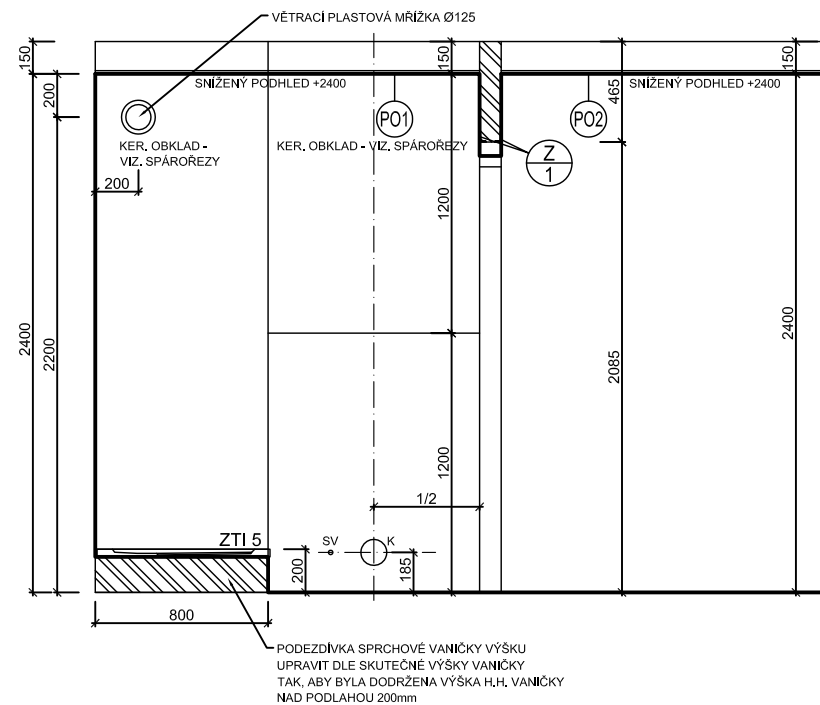 VĚTRACÍ PLASTOVÁ MŘÍŽKA Ø125
150
150
150
SNÍŽENÝ PODHLED +2400
SNÍŽENÝ PODHLED +2400
200
465
PO1
PO2
KER. OBKLAD -
VIZ. SPÁROŘEZY
KER. OBKLAD - VIZ. SPÁROŘEZY
Z
1
200
1200
2400
2200
2085
2400
1200
1/2
ZTI 5
SV
K
200
185
800
PODEZDÍVKA SPRCHOVÉ VANIČKY VÝŠKU
UPRAVIT DLE SKUTEČNÉ VÝŠKY VANIČKY
TAK, ABY BYLA DODRŽENA VÝŠKA H.H. VANIČKY
NAD PODLAHOU 200mm